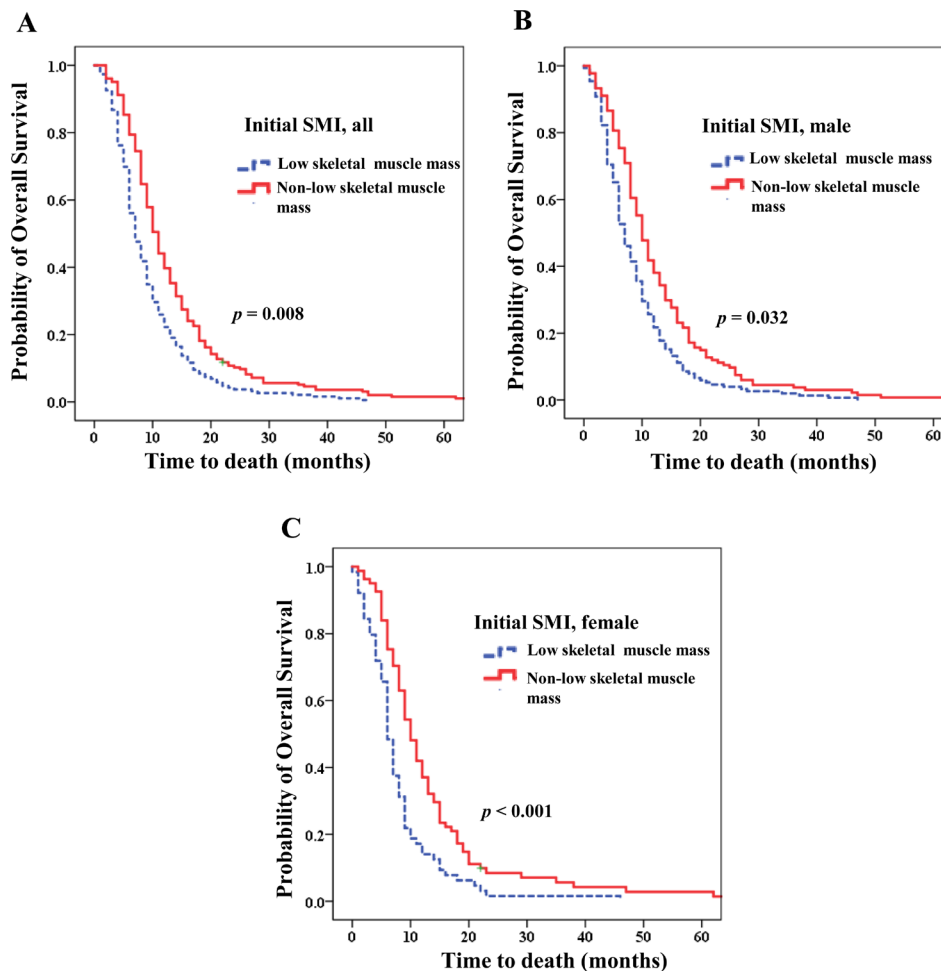 A
Probability of Overall Survival
1.0
0.8
0.6
0.4
0.2
0.0
Initial SMI, all
Low skeletal muscle mass
Non-low skeletal muscle
mass
p = 0.008
0 10 20 30 40 50 60
Time to death (months)
B
Probability of Overall Survival
1.0
0.8
0.6
0.4
0.2
0.0
Initial SMI, male
Low skeletal muscle mass
Non-low skeletal muscle
mass
p = 0.032
0 10 20 30 40 50 60
Time to death (months)
C
Probability of Overall Survival
1.0
0.8
0.6
0.4
0.2
0.0
Initial SMI, female
Low skeletal muscle mass
Non-low skeletal muscle
mass
p < 0.001
0 10 20 30 40 50 60
Time to death (months)